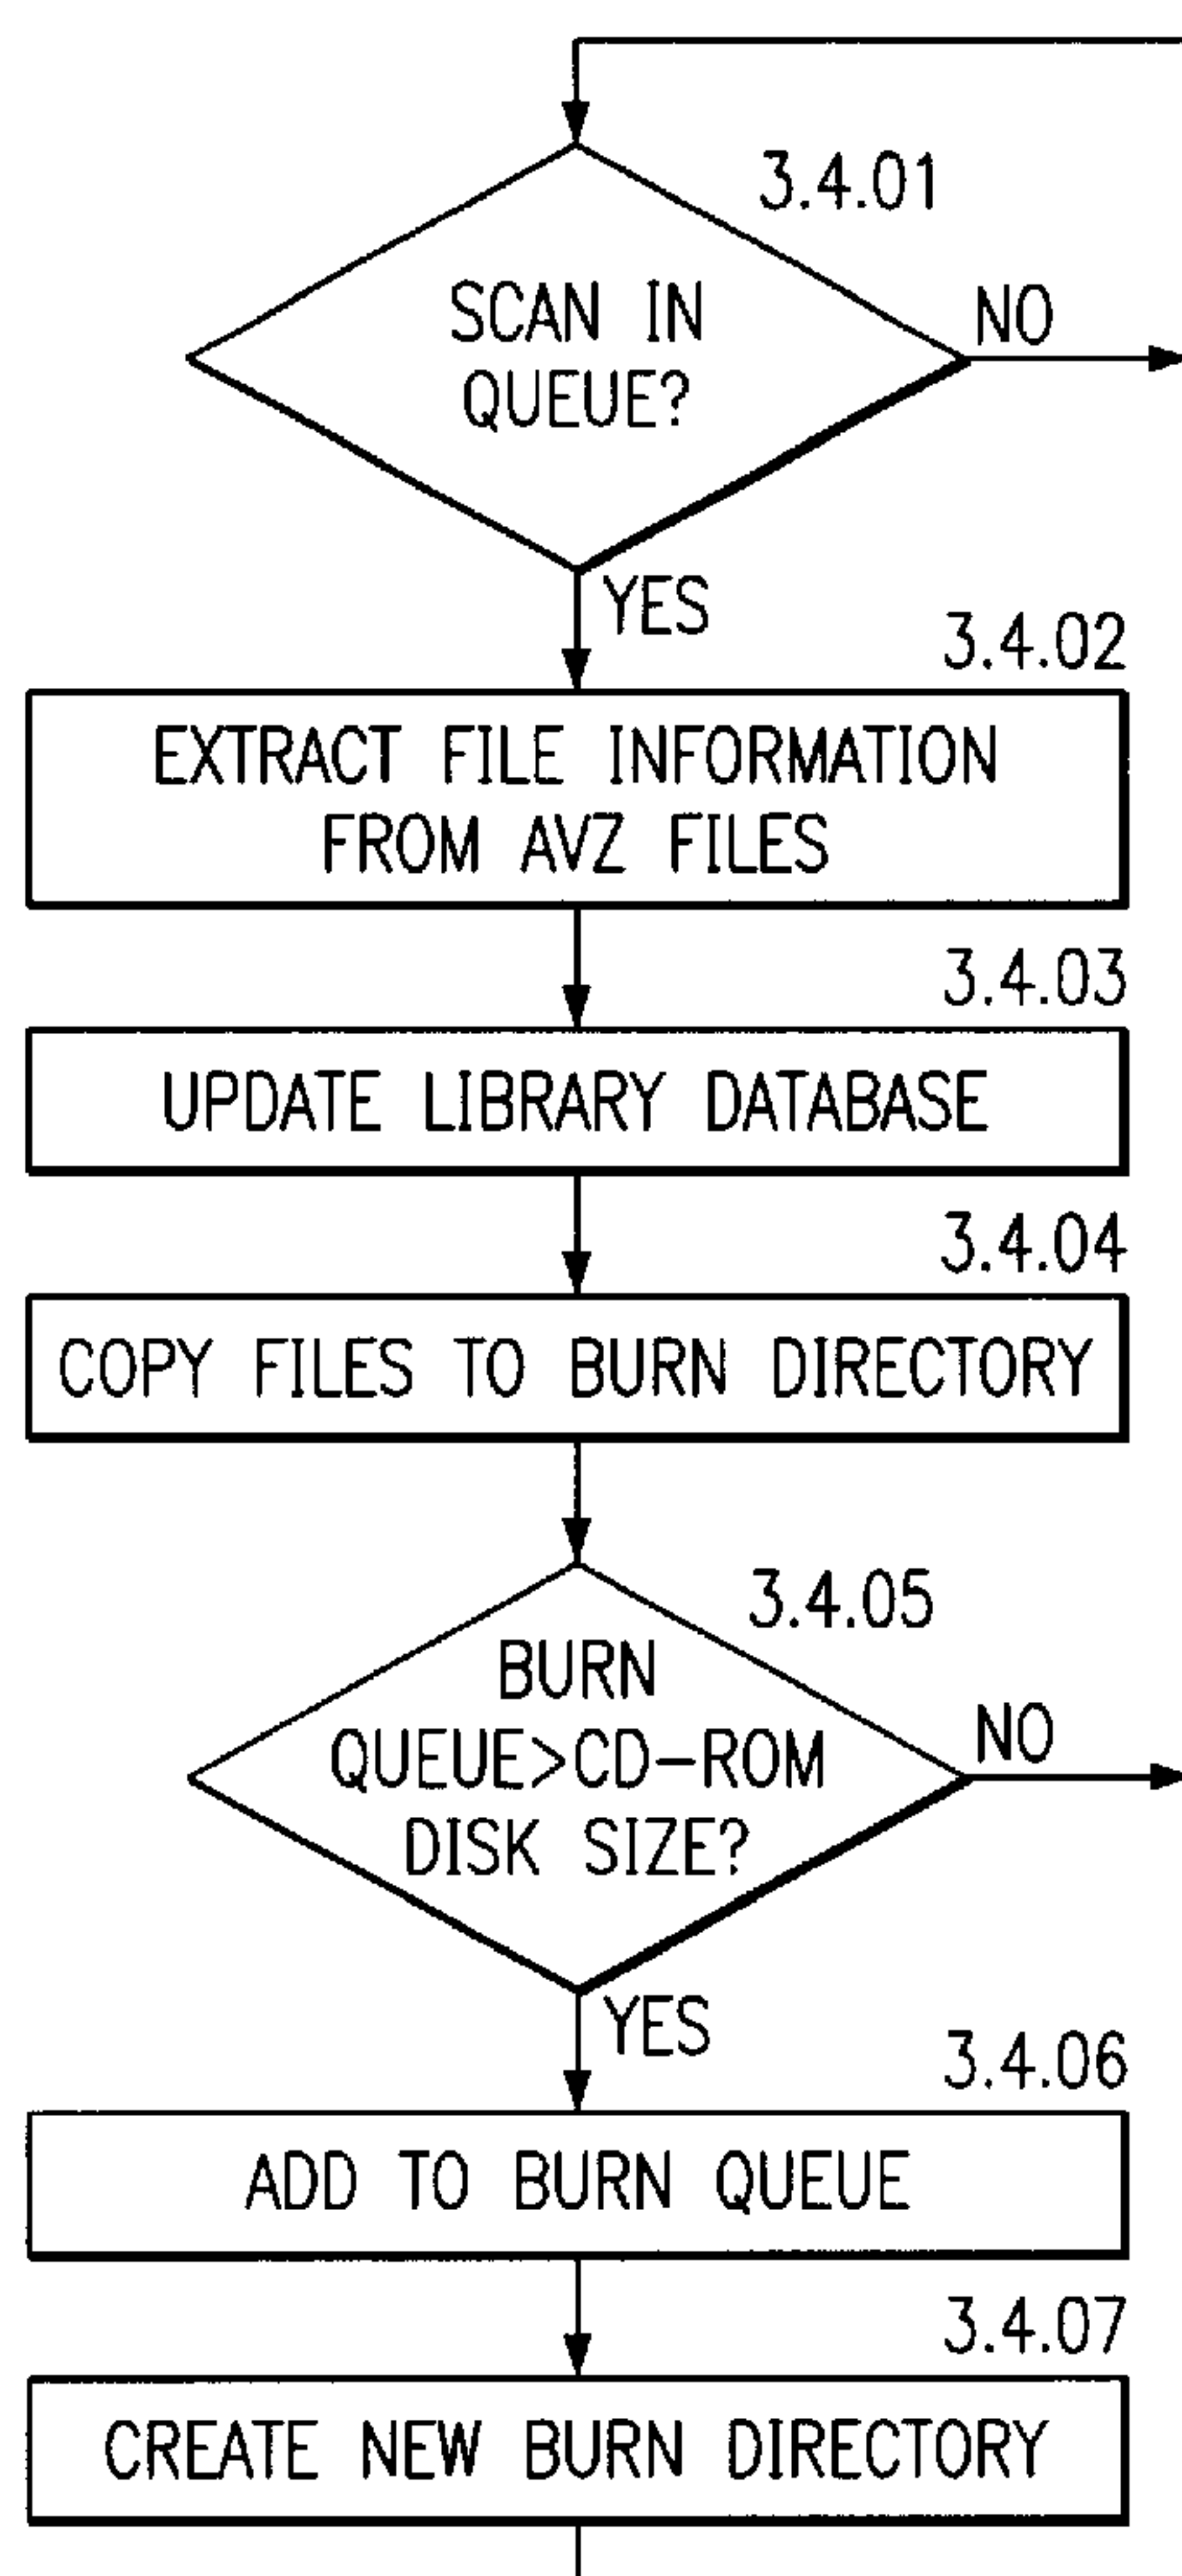 3.4.01
SCAN IN
QUEUE?
NO
YES
3.4.02
EXTRACT FILE INFORMATION
FROM AVZ FILES
3.4.03
UPDATE LIBRARY DATABASE
3.4.04
COPY FILES TO BURN DIRECTORY
3.4.05
BURN
QUEUE>CD-ROM
DISK SIZE?
NO
YES
3.4.06
ADD TO BURN QUEUE
3.4.07
CREATE NEW BURN DIRECTORY